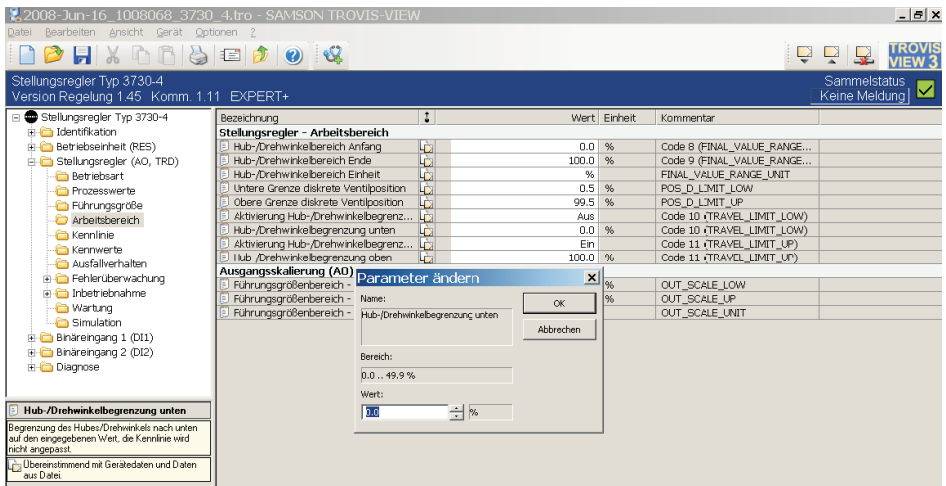 2008-Jun-16_1008068_3730_4.tro - SAMSON TROVIS-VIEW
Datei Bearbeiten Ansicht Gerät Optionen ?
TROVIS
VIEW 3
Stellungsregler Typ 3730-4
Version Regelung 1.45 Komm. 1.11 EXPERT+
Sammelstatus
Keine Meldung
Stellungsregler Typ 3730-4
Identifikation
Betriebseinheit (RES)
Stellungsregler (AO, TRD)
Betriebsart
Prozesswerte
Führungsgröße
Arbeitsbereich
Kennlinie
Kennwerte
Ausfallverhalten
Fehlerüberwachung
Inbetriebnahme
Wartung
Simulation
Binäreingang 1 (DI1)
Binäreingang 2 (DI2)
Diagnose
Hub-/Drehwinkelbegrenzung unten
Begrenzung des Hubes/Drehwinkels nach unten
auf den eingegebenen Wert, die Kennlinie wird
nicht angepasst.
Übereinstimmend mit Gerätedaten und Daten
aus Datei.
Bezeichnung Wert Einheit Kommentar
Stellungsregler - Arbeitsbereich
Hub-/Drehwinkelbereich Anfang 0.0 % Code 8 (FINAL_VALUE_RANGE...
Hub-/Drehwinkelbereich Ende 100.0 % Code 9 (FINAL_VALUE_RANGE...
Hub-/Drehwinkelbereich Einheit % FINAL_VALUE_RANGE_UNIT
Untere Grenze diskrete Ventilposition 0.5 % POS_D_LIMIT_LOW
Obere Grenze diskrete Ventilposition 99.5 % POS_D_LIMIT_UP
Aktivierung Hub-/Drehwinkelbegrenz... Aus Code 10 (TRAVEL_LIMIT_LOW)
Hub-/Drehwinkelbegrenzung unten 0.0 % Code 10 (TRAVEL_LIMIT_LOW)
Aktivierung Hub-/Drehwinkelbegrenz... Ein Code 11 (TRAVEL_LIMIT_UP)
Hub-/Drehwinkelbegrenzung oben 100.0 % Code 11 (TRAVEL_LIMIT_UP)
Ausgangsskalierung (AO)
Führungsgrößenbereich - % OUT_SCALE_LOW
Führungsgrößenbereich - % OUT_SCALE_UP
Führungsgrößenbereich - OUT_SCALE_UNIT
Parameter ändern
Name:
Hub-/Drehwinkelbegrenzung unten
OK
Abbrechen
Bereich:
0.0 .. 49.9 %
Wert:
0.0 %